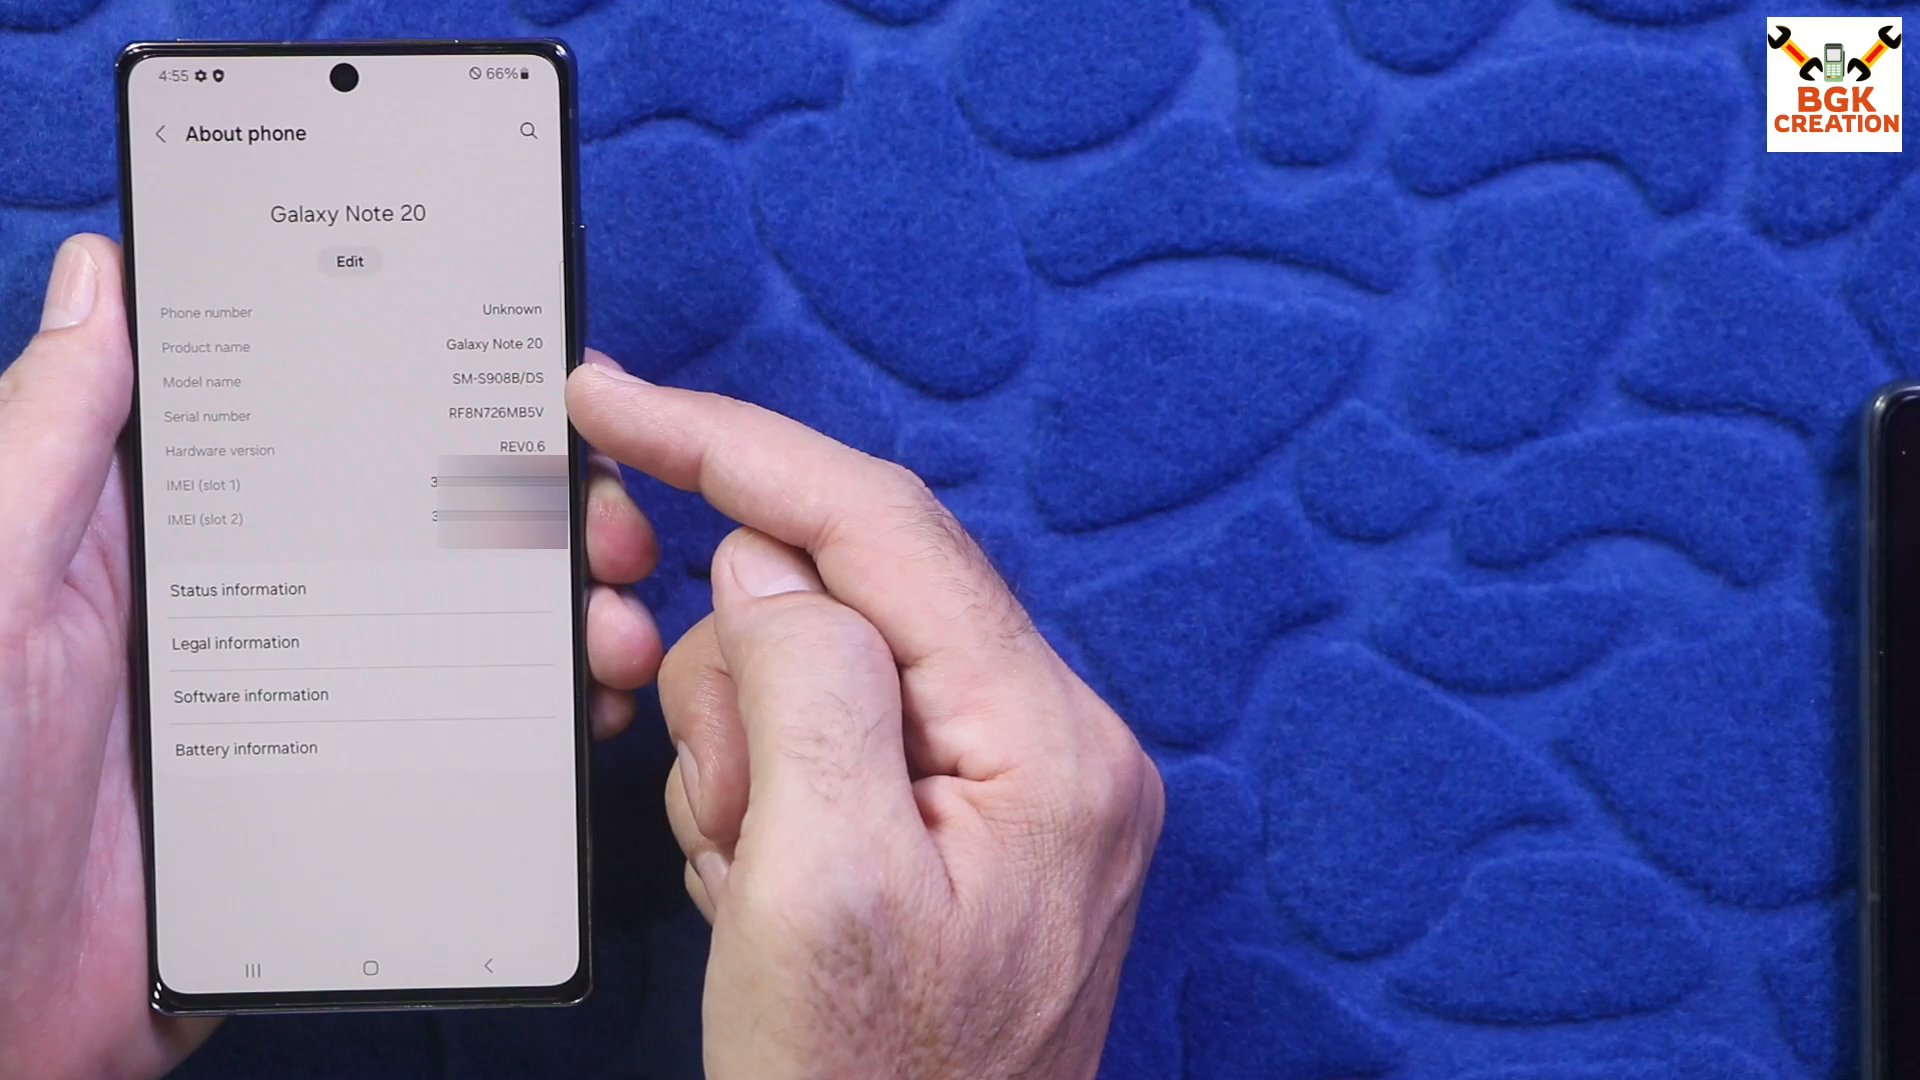 4:55 66%
About phone
Galaxy Note 20
Edit
Phone number Unknown
Product name Galaxy Note 20
Model name SM-S908B/DS
Serial number RF8N726MB5V
Hardware version REV0.6
IMEI (slot 1) 3
IMEI (slot 2) 3
Status information
Legal information
Software information
Battery information
BGK
CREATION